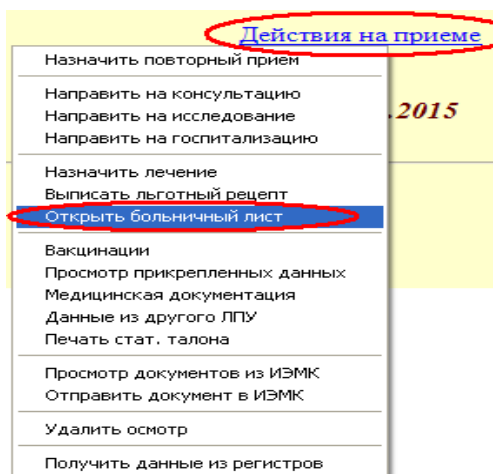 Действия на приеме
Назначить повторный прием
Направить на консультацию
.2015
Направить на исследование
Направить на госпитализацию
Назначить лечение
Выписать льготный рецепт
Открыть больничный лист
Вакцинации
Просмотр прикрепленных данных
Медицинская документация
Данные из другого ЛПУ
Печать стат. талона
Просмотр документов из ИЭМК
Отправить документ в ИЭМК
Удалить осмотр
Получить данные из регистров